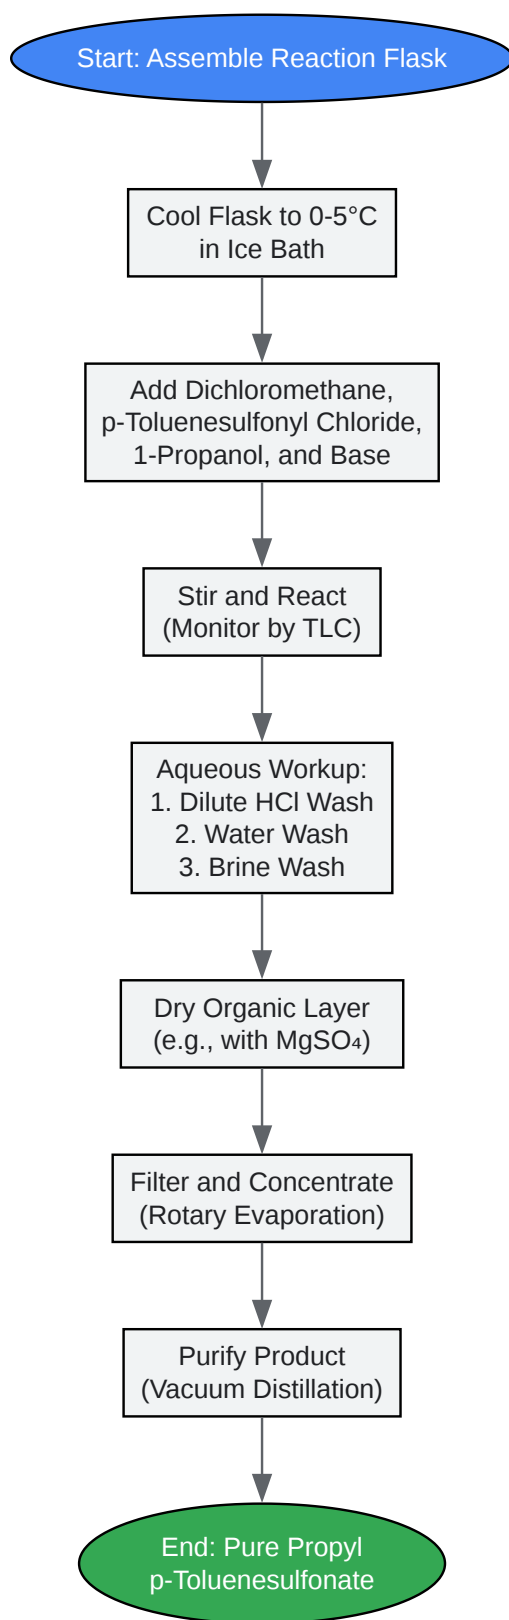 Start: Assemble Reaction Flask
Cool Flask to 0-5°C
in Ice Bath
Add Dichloromethane,
p-Toluenesulfonyl Chloride,
1-Propanol, and Base
Stir and React
(Monitor by TLC)
Aqueous Workup:
1. Dilute HCl Wash
2. Water Wash
3. Brine Wash
Dry Organic Layer
(e.g., with MgSO₄)
Filter and Concentrate
(Rotary Evaporation)
Purify Product
(Vacuum Distillation)
End: Pure Propyl
p-Toluenesulfonate